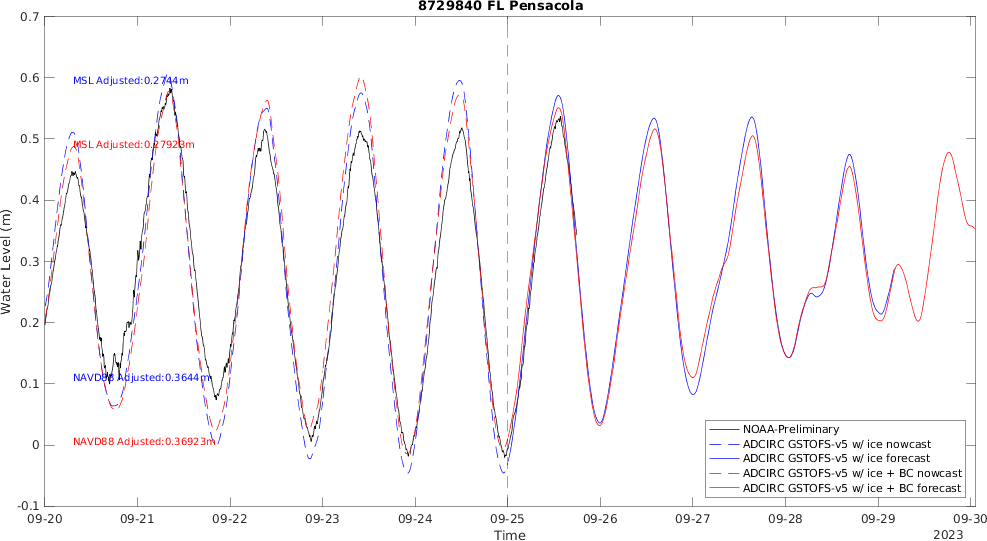 8729840 FL Pensacola
Water Level (m)
0.7
0.6
0.5
0.4
0.3
0.2
0.1
0
-0.1
MSL Adjusted:0.2744m
MSL Adjusted:0.27923m
NAVD88 Adjusted:0.3644m
NAVD88 Adjusted:0.36923m
NOAA-Preliminary
ADCIRC GSTOFS-v5 w/ ice nowcast
ADCIRC GSTOFS-v5 w/ ice forecast
ADCIRC GSTOFS-v5 w/ ice + BC nowcast
ADCIRC GSTOFS-v5 w/ ice + BC forecast
09-20 09-21 09-22 09-23 09-24 09-25 09-26 09-27 09-28 09-29 09-30
Time
2023